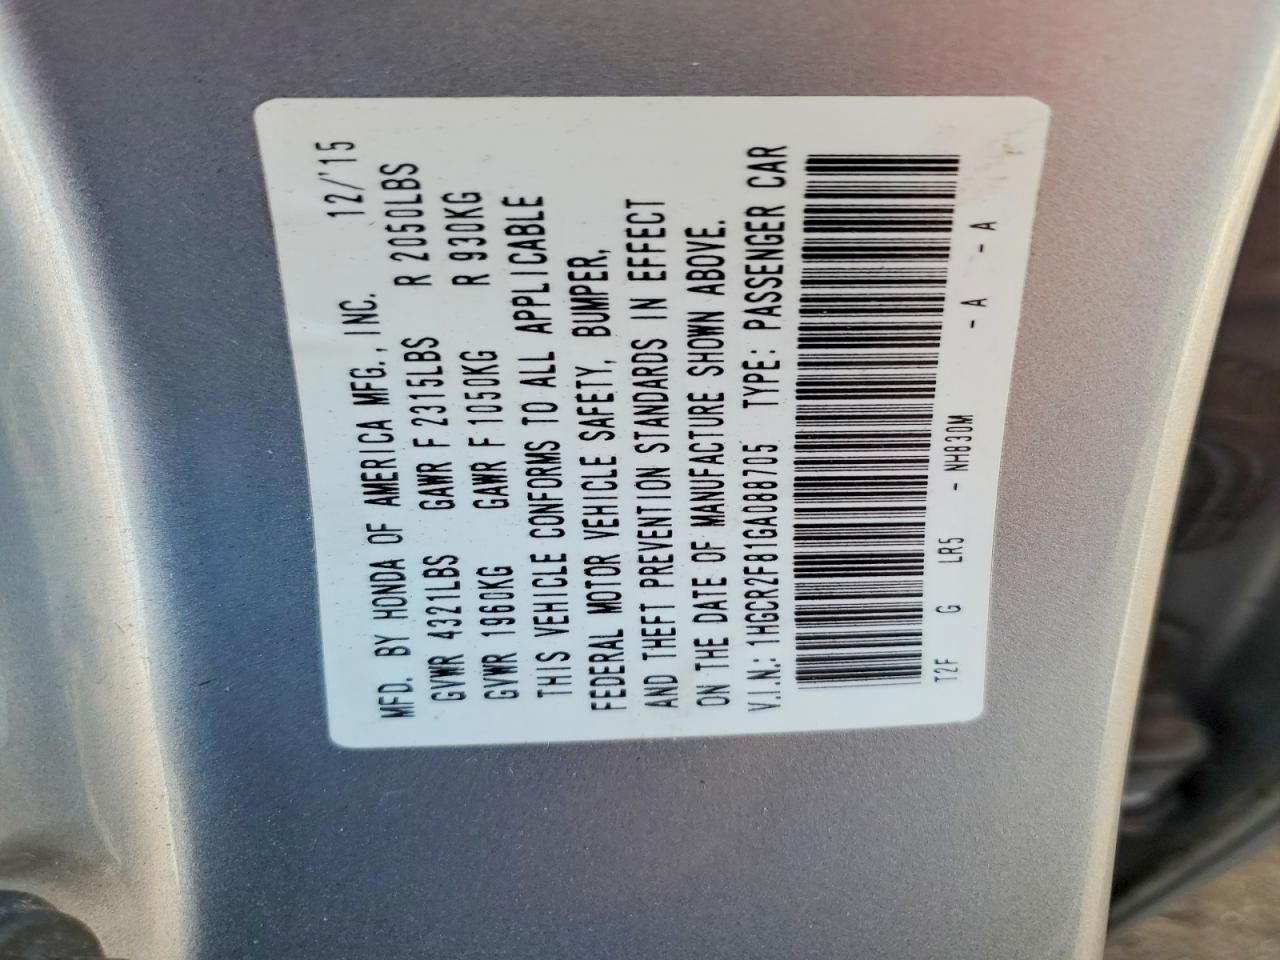 MFD. BY HONDA OF AMERICA MFG., INC. 12/'15
GVWR 4321LBS GAWR F 2315LBS R 2050LBS
GVWR 1960KG GAWR F 1050KG R 930KG
THIS VEHICLE CONFORMS TO ALL APPLICABLE
FEDERAL MOTOR VEHICLE SAFETY, BUMPER,
AND THEFT PREVENTION STANDARDS IN EFFECT
ON THE DATE OF MANUFACTURE SHOWN ABOVE.
V.I.N.: 1HGCR2F81GA088705 TYPE: PASSENGER CAR
T2F G LR5 - NH830M - A - A